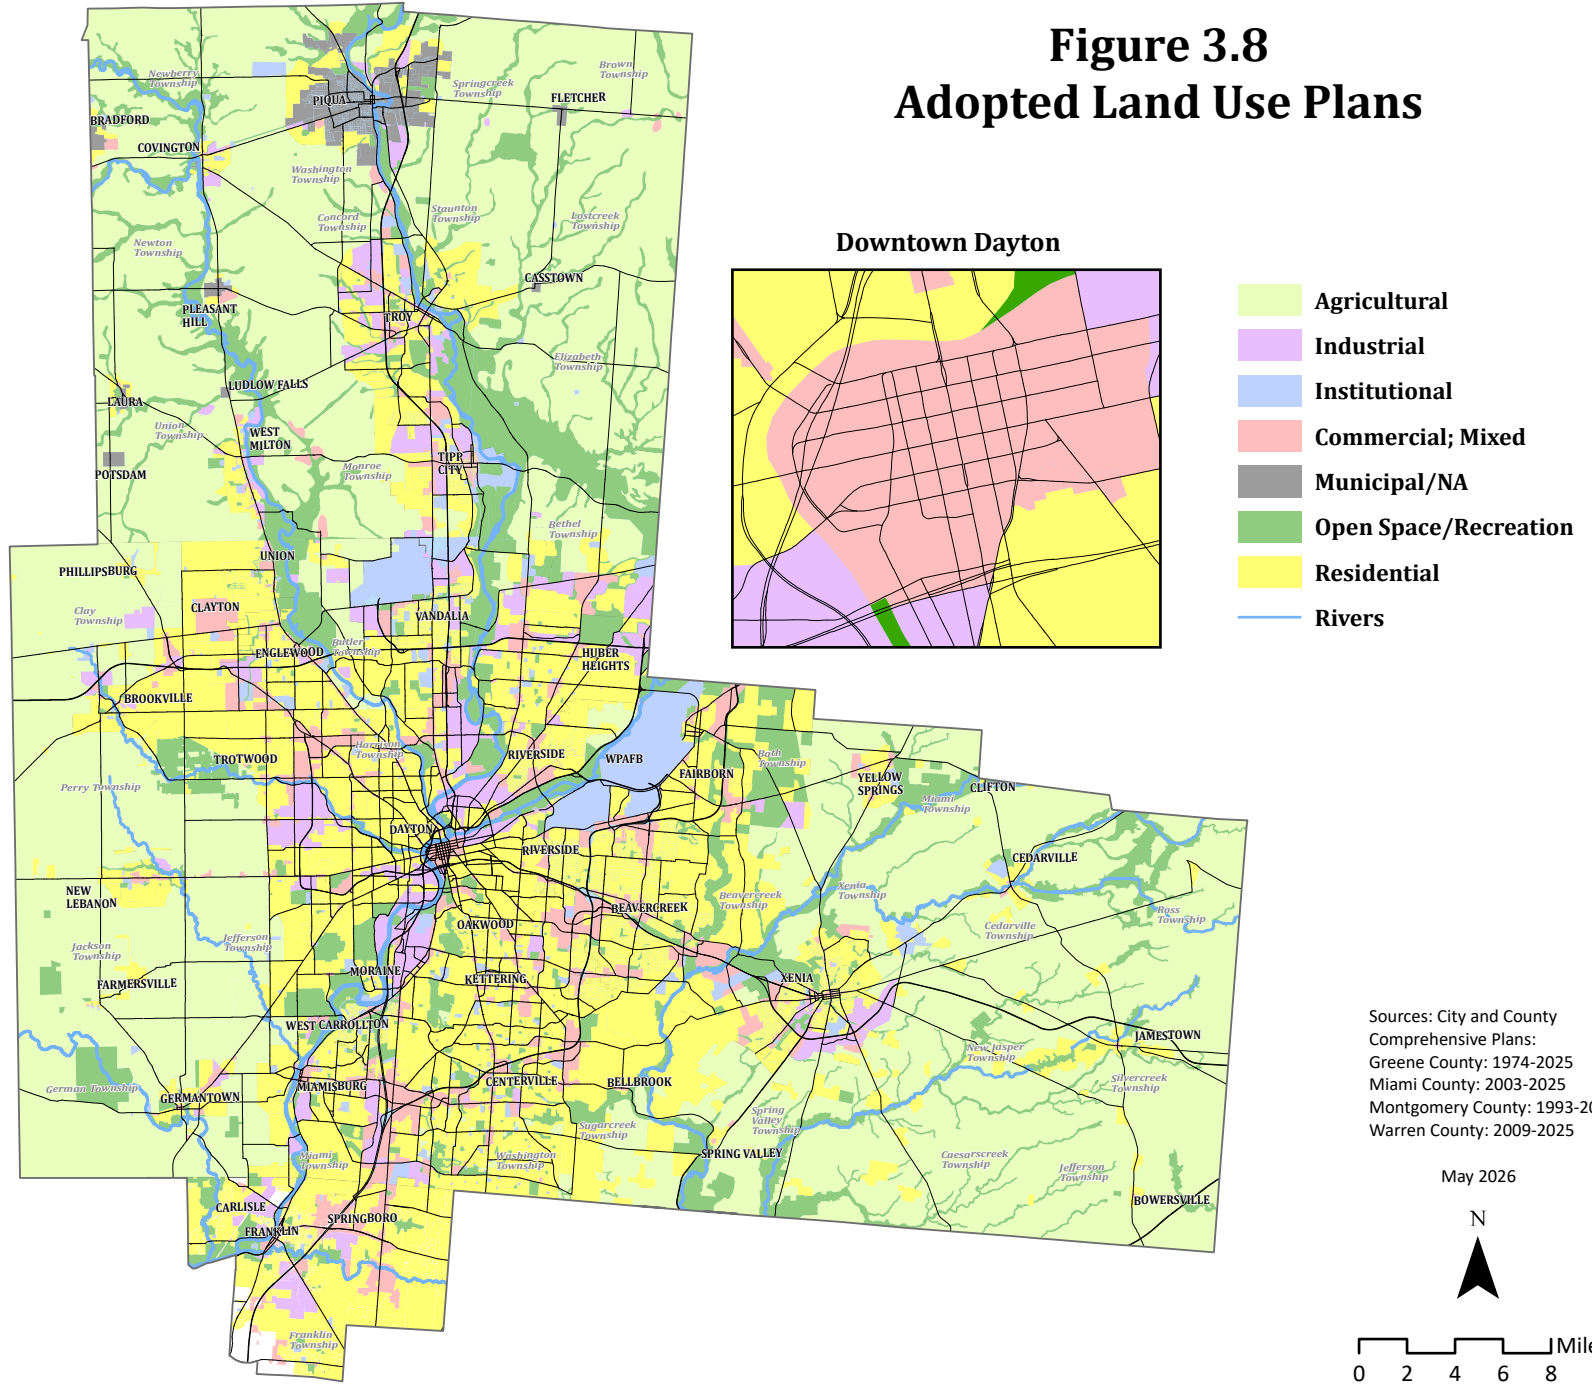 Figure 3.8
Adopted Land Use Plans
Newberry
Township
Brown
Township
Springcreek
Township
PIQUA
FLETCHER
BRADFORD
COVINGTON
Washington
Township
Concord
Township
Staunton
Township
Lostcreek
Township
Newton
Township
Downtown Dayton
CASSTOWN
PLEASANT
HILL
TROY
Elizabeth
Township
LUDLOW FALLS
LAURA
Union
Township
WEST
MILTON
Monroe
Township
TIPP
CITY
POTSDAM
Bethel
Township
Agricultural
Industrial
Institutional
Commercial; Mixed
Municipal/NA
Open Space/Recreation
Residential
Rivers
UNION
PHILLIPSBURG
Clay
Township
CLAYTON
VANDALIA
Butler
Township
ENGLEWOOD
HUBER
HEIGHTS
BROOKVILLE
TROTWOOD
Harrison
Township
RIVERSIDE
WPAFB
FAIRBORN
Bath
Township
YELLOW
SPRINGS
CLIFTON
Miami
Township
Perry Township
DAYTON
RIVERSIDE
CEDARVILLE
NEW
LEBANON
Beavercreek
Township
Xenia
Township
BEAVERCREEK
OAKWOOD
Ross
Township
Cedarville
Township
Jefferson
Township
Jackson
Township
FARMERSVILLE
MORAINE
KETTERING
XENIA
WEST CARROLLTON
JAMESTOWN
New Jasper
Township
Silvercreek
Township
German Township
GERMANTOWN
MIAMISBURG
CENTERVILLE
BELLBROOK
Spring
Valley
Township
Sugarcreek
Township
Miami
Township
Washington
Township
SPRING VALLEY
Caesarscreek
Township
Jefferson
Township
BOWERSVILLE
CARLISLE
FRANKLIN
SPRINGBORO
Franklin
Township
Sources: City and County
Comprehensive Plans:
Greene County: 1974-2025
Miami County: 2003-2025
Montgomery County: 1993-20
Warren County: 2009-2025
May 2026
N
Mile
0 2 4 6 8